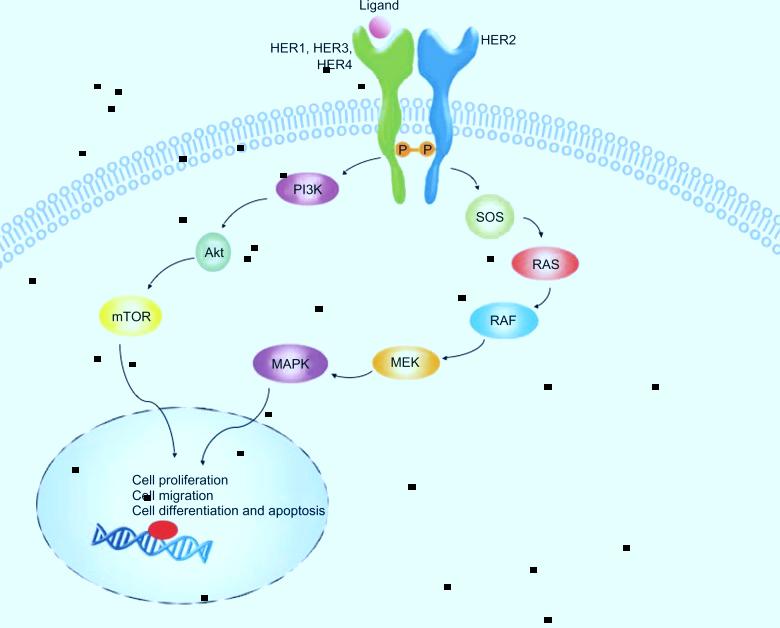 Ligand
HER1, HER3,
HER4
HER2
P
P
PI3K
SOS
Akt
RAS
mTOR
RAF
MAPK
MEK
Cell proliferation
Cell migration
Cell differentiation and apoptosis